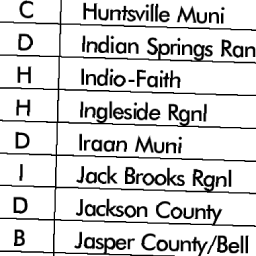 C Huntsville Muni
D Indian Springs Ran
H Indio-Faith
H Ingleside Rgnl
D Iraan Muni
I Jack Brooks Rgnl
D Jackson County
B Jasper County/Bell